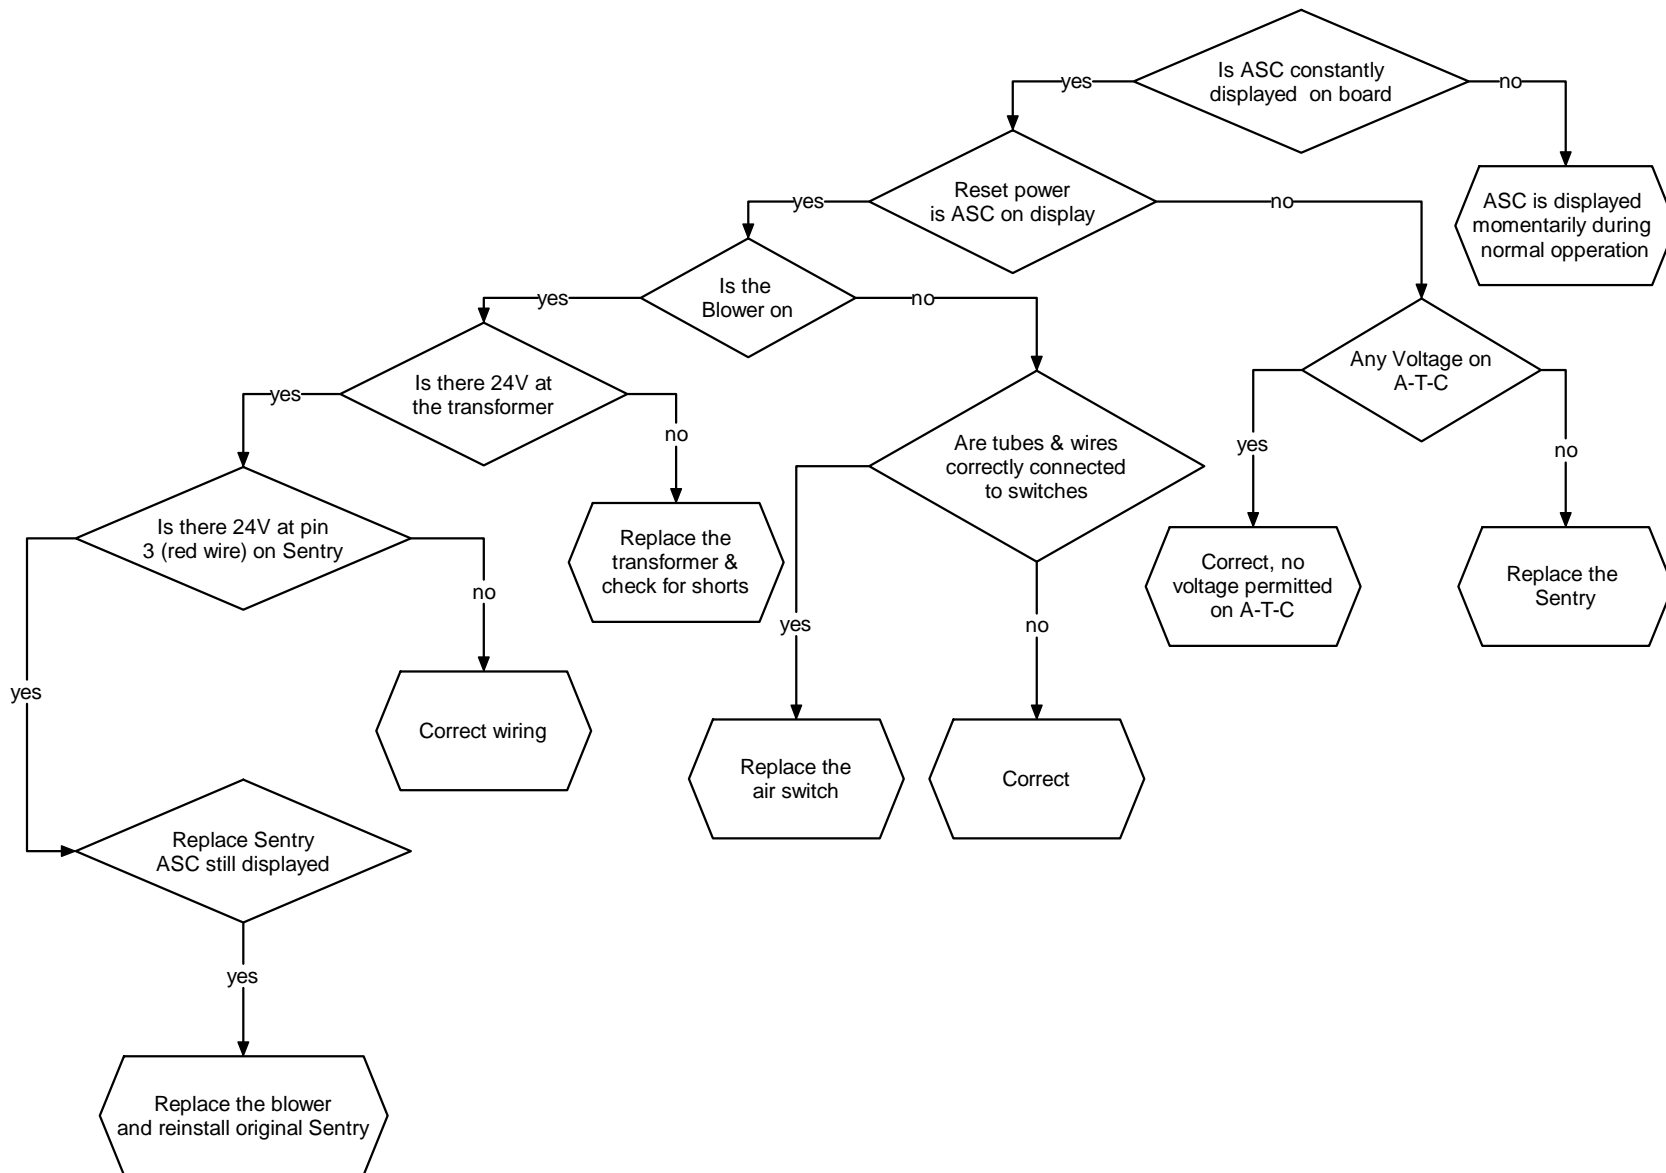 Is ASC constantly
displayed on board
yes
no
Reset power
is ASC on display
yes
no
ASC is displayed
momentarily during
normal opperation
Is the
Blower on
yes
no
Any Voltage on
A-T-C
Is there 24V at
the transformer
yes
no
yes
no
Are tubes & wires
correctly connected
to switches
Is there 24V at pin
3 (red wire) on Sentry
Replace the
transformer &
check for shorts
Correct, no
voltage permitted
on A-T-C
Replace the
Sentry
no
yes
no
yes
Correct wiring
Replace the
air switch
Correct
Replace Sentry
ASC still displayed
yes
Replace the blower
and reinstall original Sentry